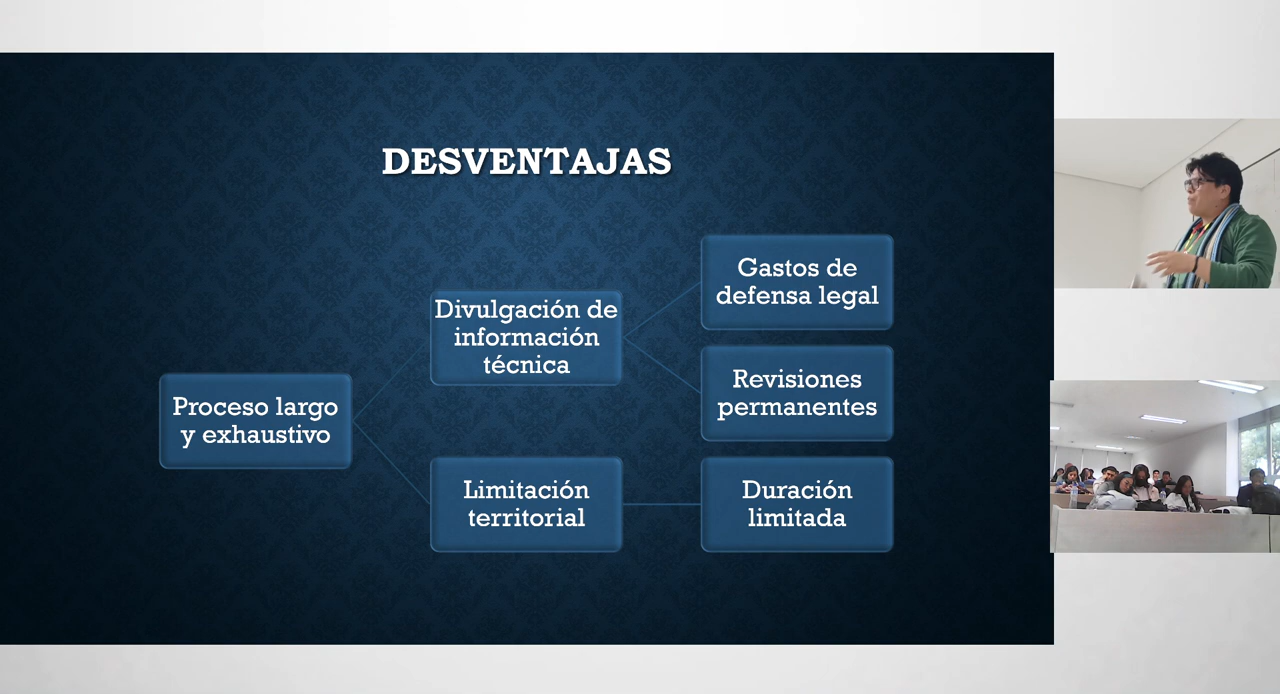 DESVENTAJAS
Proceso largo
y exhaustivo
Divulgación de
información
técnica
Limitación
territorial
Gastos de
defensa legal
Revisiones
permanentes
Duración
limitada